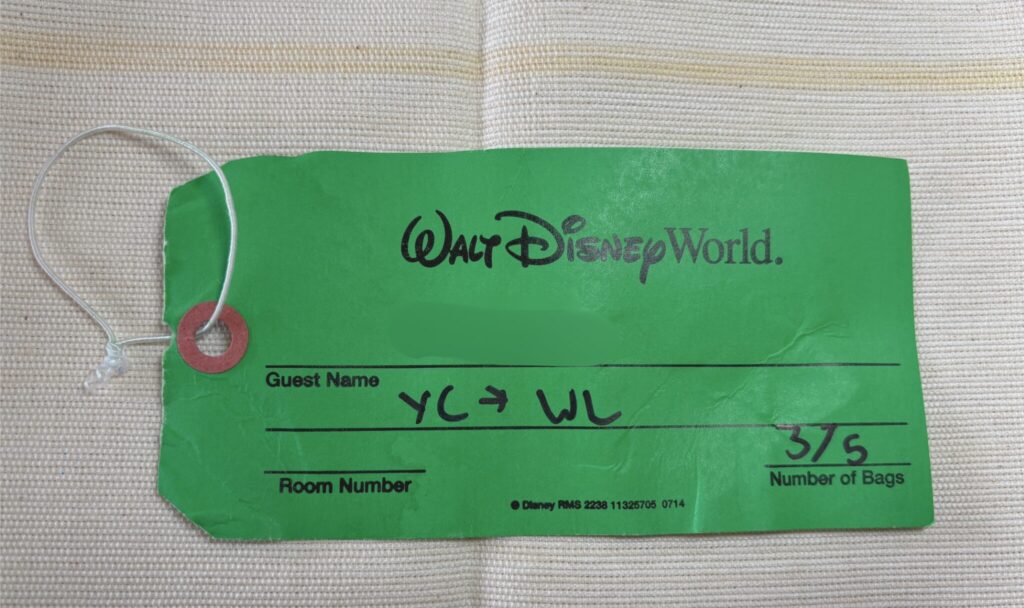 WALT DISNEY World.
Guest Name
YC → WL
3/5
Room Number
Number of Bags
© Disney RMS 2238 11325705 0714